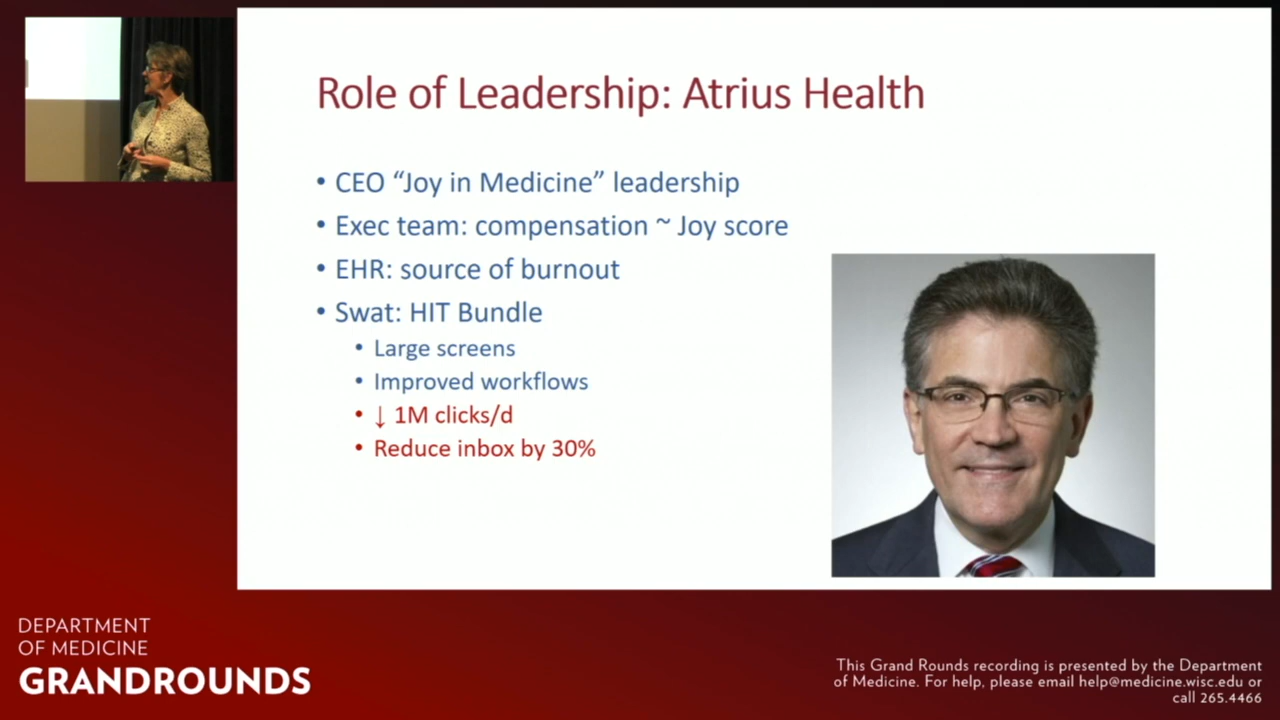 Role of Leadership: Atrius Health
• CEO “Joy in Medicine” leadership
• Exec team: compensation ~ Joy score
• EHR: source of burnout
• Swat: HIT Bundle
• Large screens
• Improved workflows
• ↓ 1M clicks/d
• Reduce inbox by 30%
DEPARTMENT
OF MEDICINE
GRANDROUNDS
This Grand Rounds recording is presented by the Department
of Medicine. For help, please email help@medicine.wisc.edu or
call 265.4466